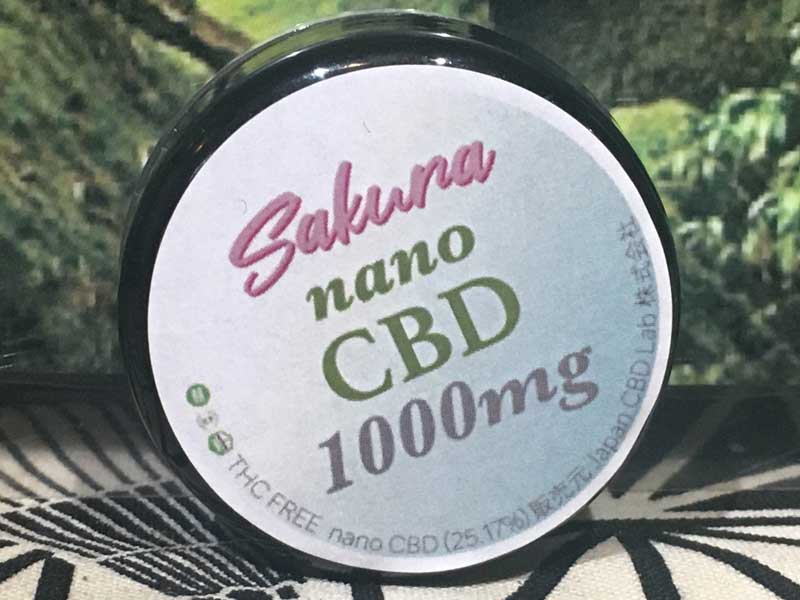 Sakuna
nano
CBD
1000mg
THC FREE nano CBD (25.17%) 販売元 Japan CBD Lab 株式会社